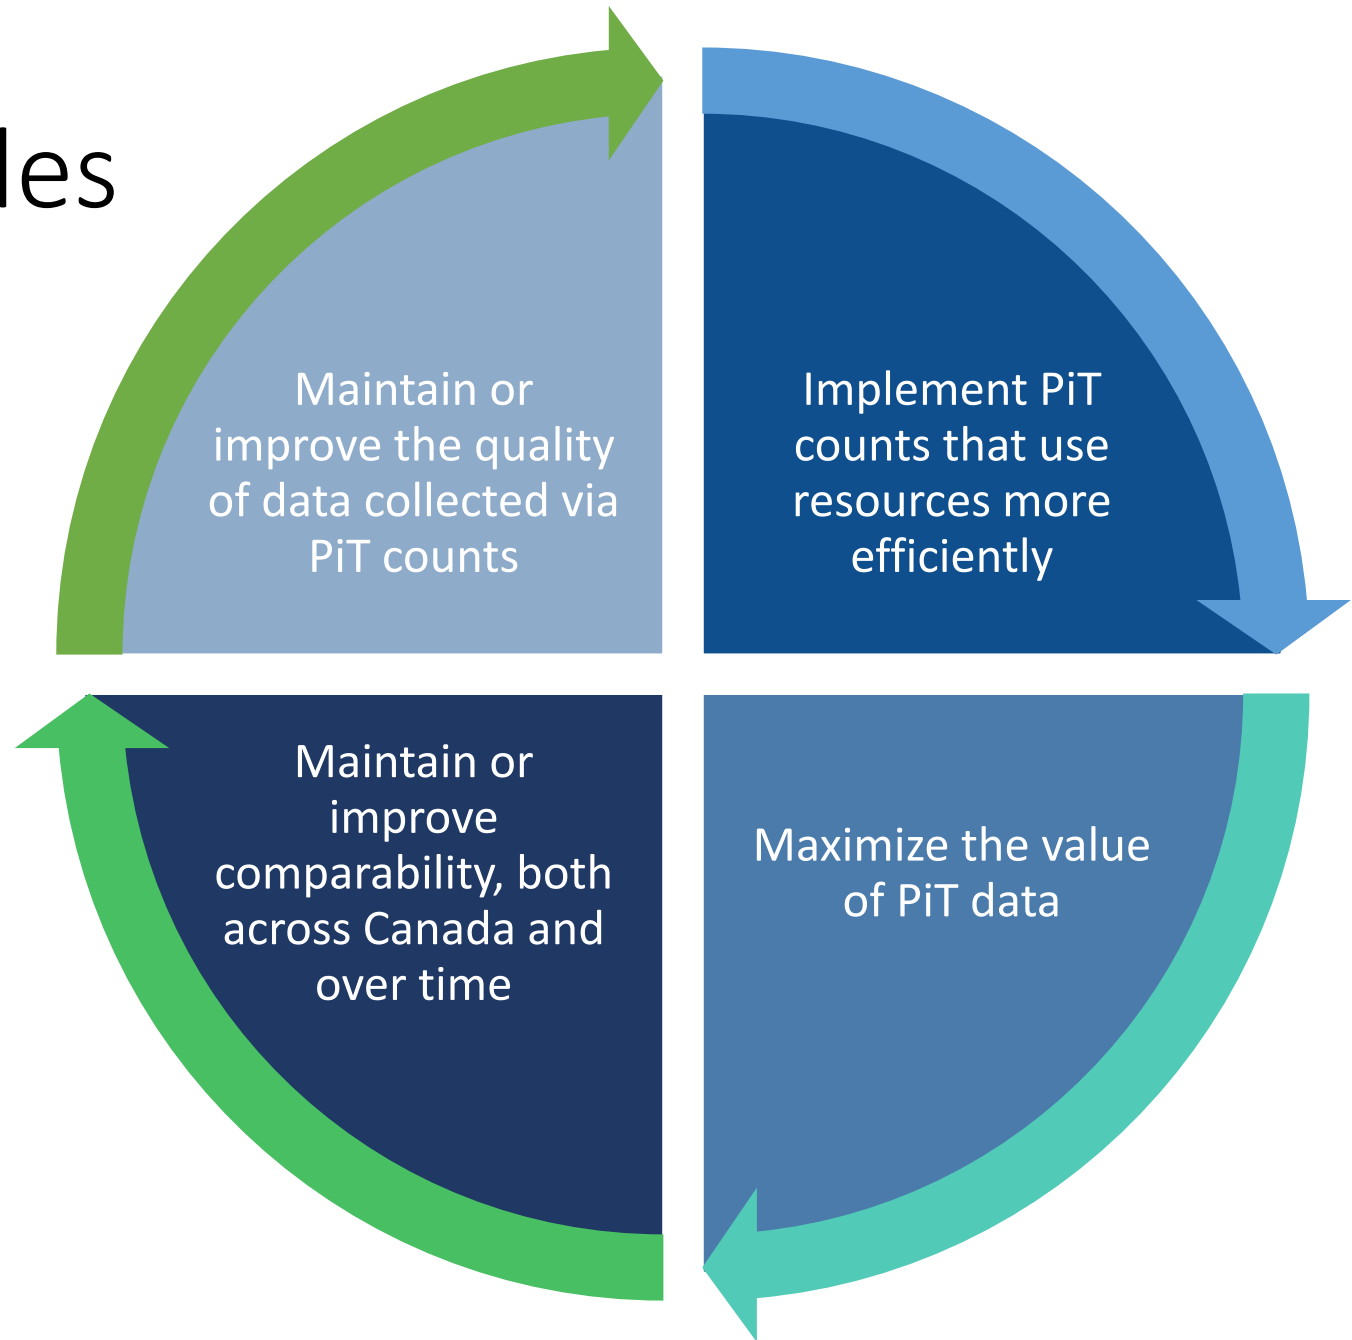 les
Maintain or
improve the quality
of data collected via
PiT counts
Implement PiT
counts that use
resources more
efficiently
Maintain or
improve
comparability, both
across Canada and
over time
Maximize the value
of PiT data